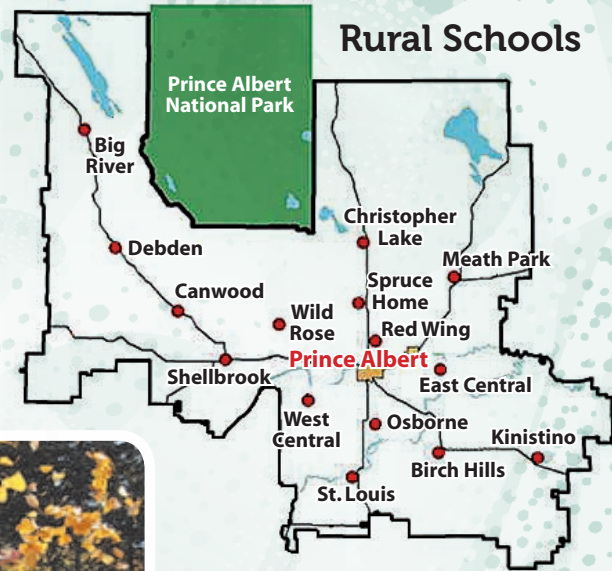 Rural Schools
Prince Albert
National Park
Big
River
Christopher
Lake
Debden
Meath Park
Canwood
Spruce
Home
Wild
Rose
Red Wing
Prince Albert
Shellbrook
East Central
West
Central
Osborne
Kinistino
Birch Hills
St. Louis